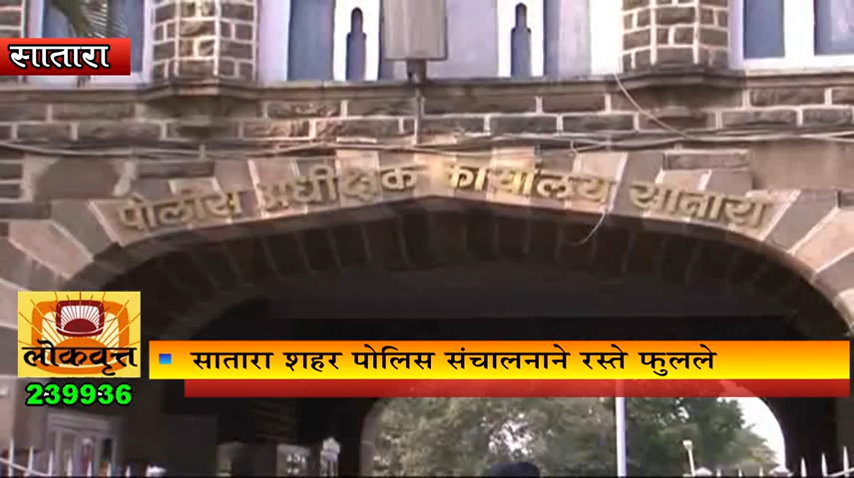 सातारा
पोलीस अधीक्षक कार्यालय सातारा
लोकवृत्त
239936
सातारा शहर पोलिस संचालनाने रस्ते फुलले